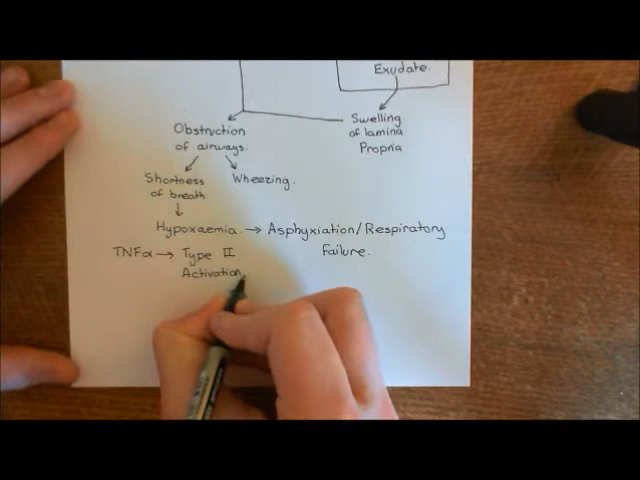 Exudate.
Obstruction
of airways.
Swelling
of lamina
Propria
Shortness
of breath
Wheezing.
Hypoxaemia → Asphyxiation/Respiratory
failure.
TNFα → Type II
Activation